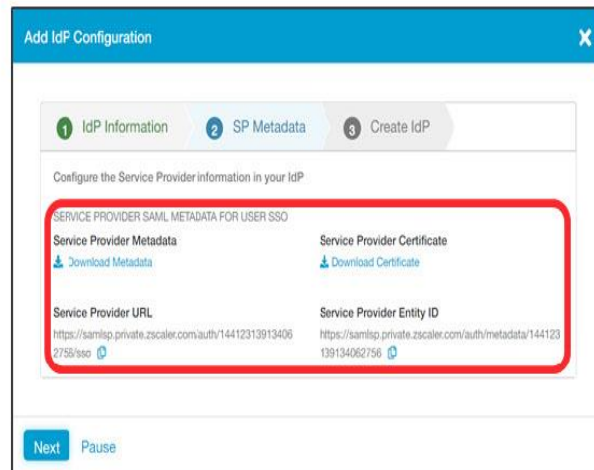 Add IdP Configuration
1 IdP Information 2 SP Metadata 3 Create IdP
Configure the Service Provider information in your IdP
SERVICE PROVIDER SAML METADATA FOR USER SSO
Service Provider Metadata
Download Metadata
Service Provider Certificate
Download Certificate
Service Provider URL
https://samlsp.private.zscaler.com/auth/14412313913406
2756/sso
Service Provider Entity ID
https://samlsp.private.zscaler.com/auth/metadata/144123
139134062756
Next Pause